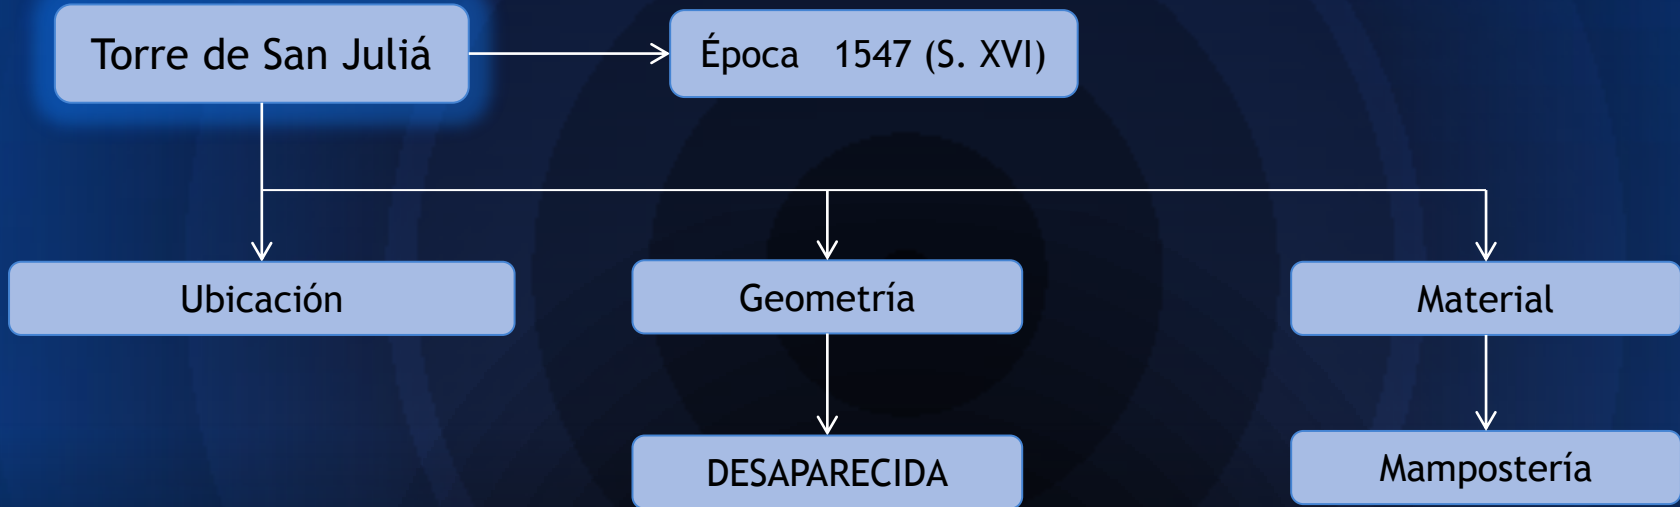 Torre de San Juliá
Época 1547 (S. XVI)
Ubicación
Geometría
Material
DESAPARECIDA
Mampostería